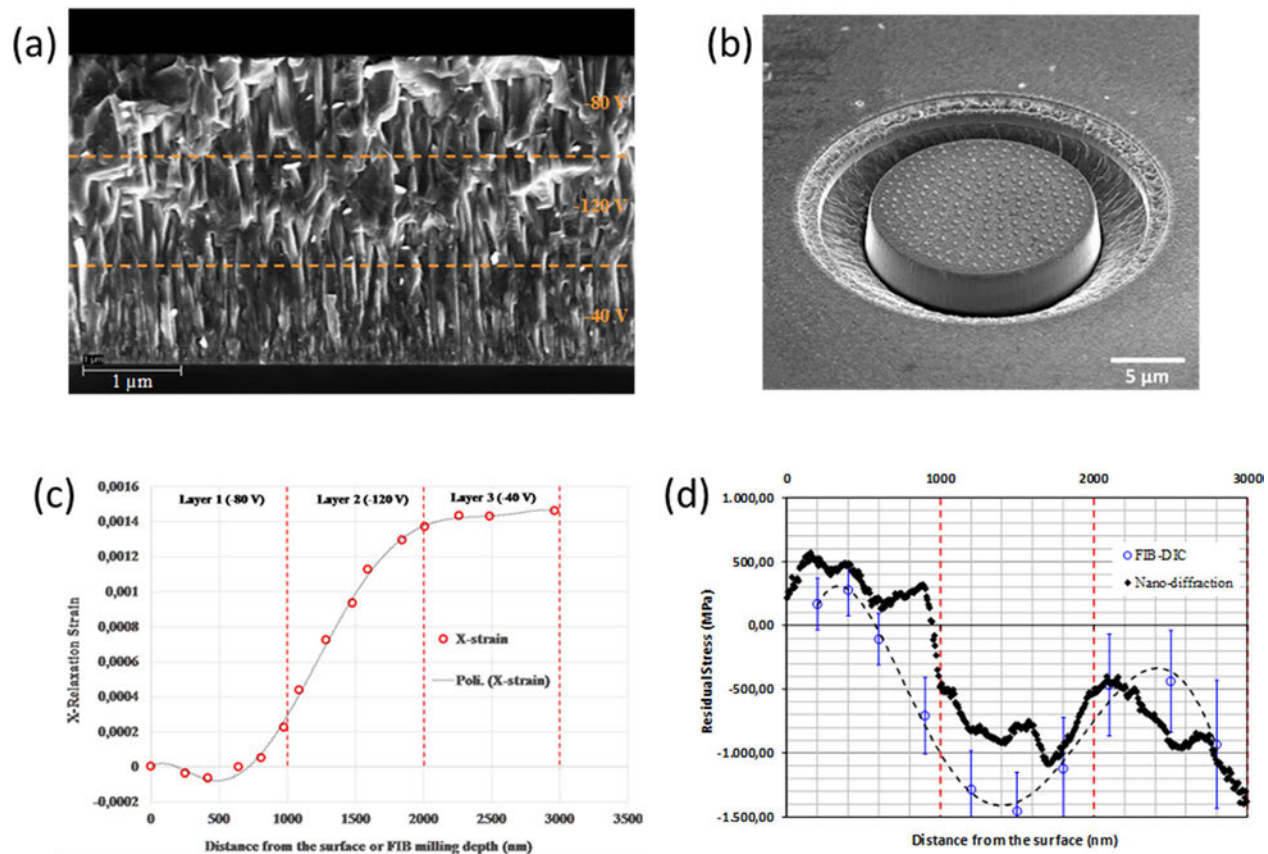 (a)
-80 V
-120 V
-40 V
1 µm
1 µm
(b)
5 µm
(c)
0,0016
0,0014
0,0012
0,001
0,0008
0,0006
0,0004
0,0002
0
-0,0002
X-Relaxation Strain
Layer 1 (-80 V)
Layer 2 (-120 V)
Layer 3 (-40 V)
X-strain
Poli. (X-strain)
0
500
1000
1500
2000
2500
3000
3500
Distance from the surface or FIB milling depth (nm)
(d)
0
1000
2000
3000
1.000,00
500,00
0,00
-500,00
-1.000,00
-1.500,00
Residual Stress (MPa)
FIB-DIC
Nano-diffraction
Distance from the surface (nm)